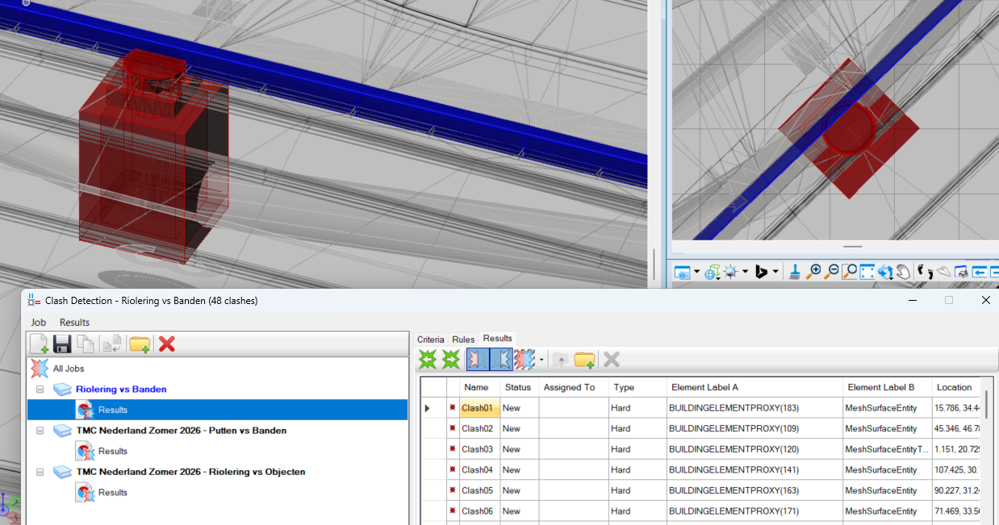 Clash Detection - Riolering vs Banden (48 clashes)
Job Results
All Jobs
Riolering vs Banden
Results
TMC Nederland Zomer 2026 - Putten vs Banden
Results
TMC Nederland Zomer 2026 - Riolering vs Objecten
Results
Criteria Rules Results
Name Status Assigned To Type Element Label A Element Label B Location
Clash01 New Hard BUILDINGELEMENTPROXY(183) MeshSurfaceEntity 15.786, 34.4
Clash02 New Hard BUILDINGELEMENTPROXY(109) MeshSurfaceEntity 45.346, 46.7
Clash03 New Hard BUILDINGELEMENTPROXY(120) MeshSurfaceEntityT... 1.151, 20.729
Clash04 New Hard BUILDINGELEMENTPROXY(141) MeshSurfaceEntity 107.425, 30.
Clash05 New Hard BUILDINGELEMENTPROXY(163) MeshSurfaceEntity 90.227, 31.2
Clash06 New Hard BUILDINGELEMENTPROXY(171) MeshSurfaceEntity 71.469, 33.5